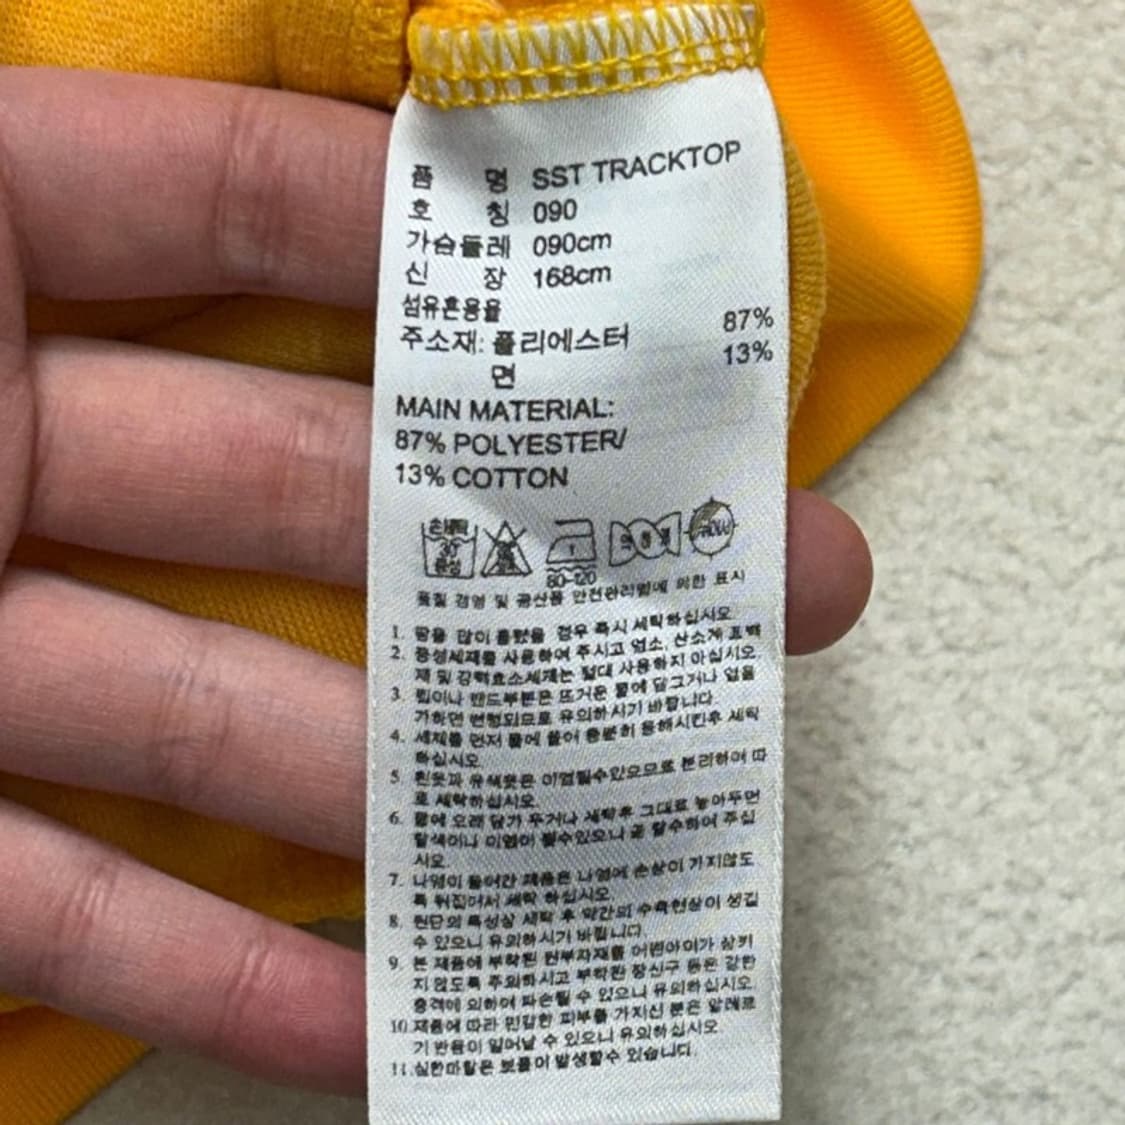 품 명 SST TRACKTOP
호 칭 090
가슴둘레 090cm
신 장 168cm
섬유혼용율
주소재: 폴리에스터 87%
면 13%
MAIN MATERIAL:
87% POLYESTER/
13% COTTON
손세탁
30°
중성
80-120
품질 경영 및 공산품 안전관리법에 의한 표시
1. 땀을 많이 흘렸을 경우 즉시 세탁하십시오
2. 중성세제를 사용하여 주시고 염소, 산소계 표백
제 및 강력효소세제는 절대 사용하지 마십시오
3. 립이나 밴드부분은 뜨거운 물에 담그거나 열을
가하면 변형되므로 유의하시기 바랍니다
4. 세제를 먼저 물에 풀어 충분히 용해시킨후 세탁
하십시오
5. 흰옷과 유색옷은 이염될수있으므로 분리하여 따
로 세탁하십시오.
6. 물에 오래 담가 두거나 세탁후 그대로 놓아두면
탈색이나 이염이 될수있으니 곧 탈수하여 주십
시오.
7. 나염이 들어간 제품은 나염에 손상이 가지않도
록 뒤집어서 세탁 하십시오.
8. 원단의 특성상 세탁 후 약간의 수축현상이 생길
수 있으니 유의하시기 바랍니다.
9. 본 제품에 부착된 원부자재를 어린아이가 삼키
지 않도록 주의하시고 부착된 장신구 등은 강한
충격에 의하여 파손될 수 있으니 유의하십시오.
10.제품에 따라 민감한 피부를 가지신 분은 알레르
기 반응이 일어날 수 있으니 유의하십시오
11.심한마찰은 보풀이 발생할수 있습니다.